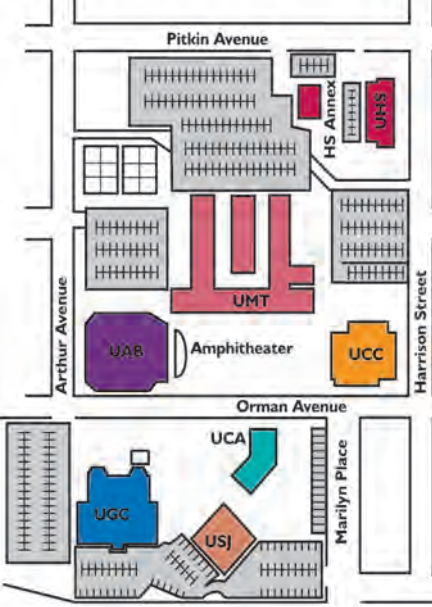 Pitkin Avenue
HS Annex
UHS
UMT
Arthur Avenue
Harrison Street
UAB
Amphitheater
UCC
Orman Avenue
UCA
Marilyn Place
UGC
USJ